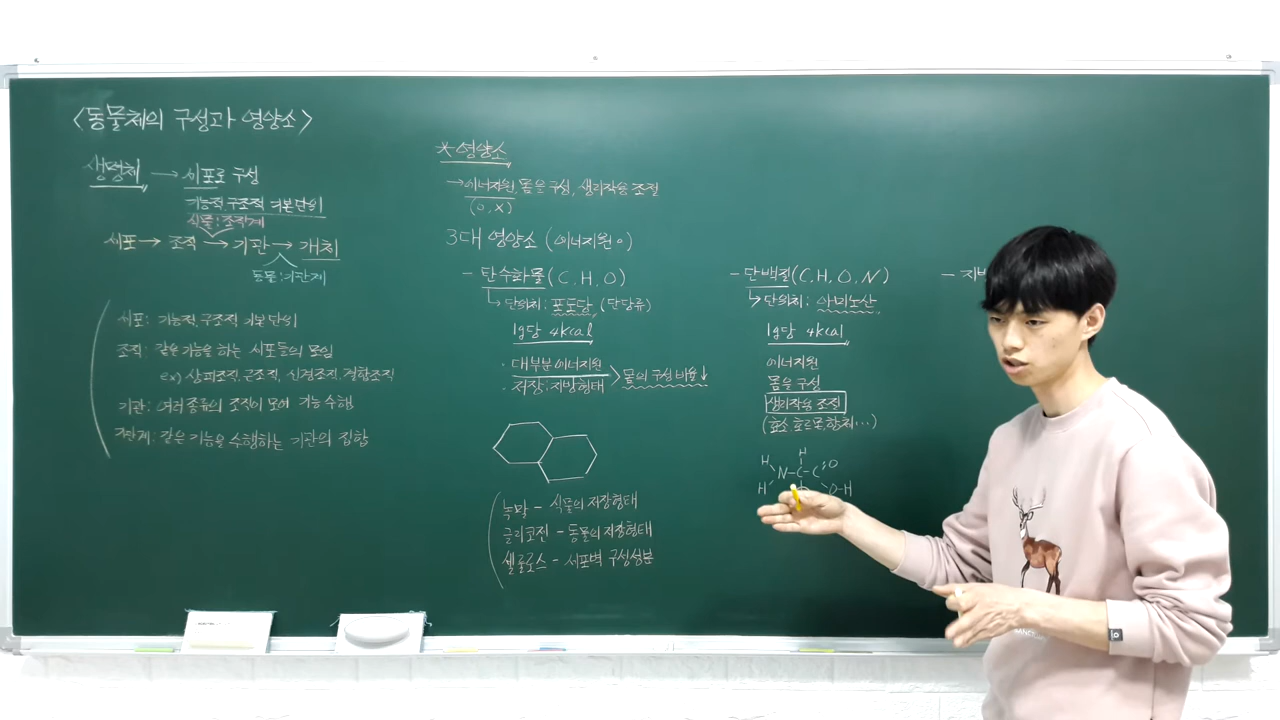 <동물체의 구성과 영양소>
생명체 → 세포로 구성
기능적, 구조적 기본단위
식물: 조직계
세포 → 조직 → 기관 → 개체
동물: 기관계
세포: 기능적, 구조적 기본단위
조직: 같은 기능을 하는 세포들의 모임
ex) 상피조직, 근조직, 신경조직, 결합조직
기관: 여러 종류의 조직이 모여 기능 수행
기관계: 같은 기능을 수행하는 기관의 집합
* 영양소
→ 에너지원, 몸을 구성, 생리작용 조절
(O, X)
3대 영양소 (에너지원 o)
- 탄수화물 (C, H, O)
↳ 단위체: 포도당 (단당류)
1g당 4kcal
· 대부분 에너지원
· 저장: 지방형태
> 몸의 구성 비율↓
녹말 - 식물의 저장형태
글리코젠 - 동물의 저장형태
셀룰로스 - 세포벽 구성성분
- 단백질 (C, H, O, N)
↳ 단위체: 아미노산
1g당 4kcal
에너지원
몸을 구성
생리작용 조절
(효소, 호르몬, 항체…)
H H O
N-C-C
H O-H
- 지